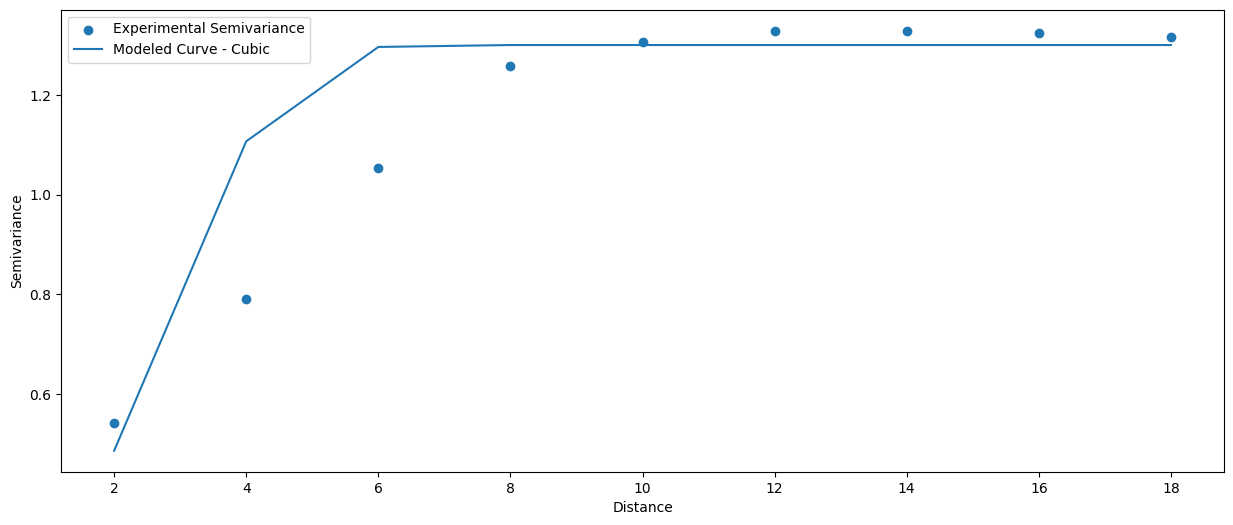 Experimental Semivariance
Modeled Curve - Cubic
Semivariance
1.2
1.0
0.8
0.6
2 4 6 8 10 12 14 16 18
Distance